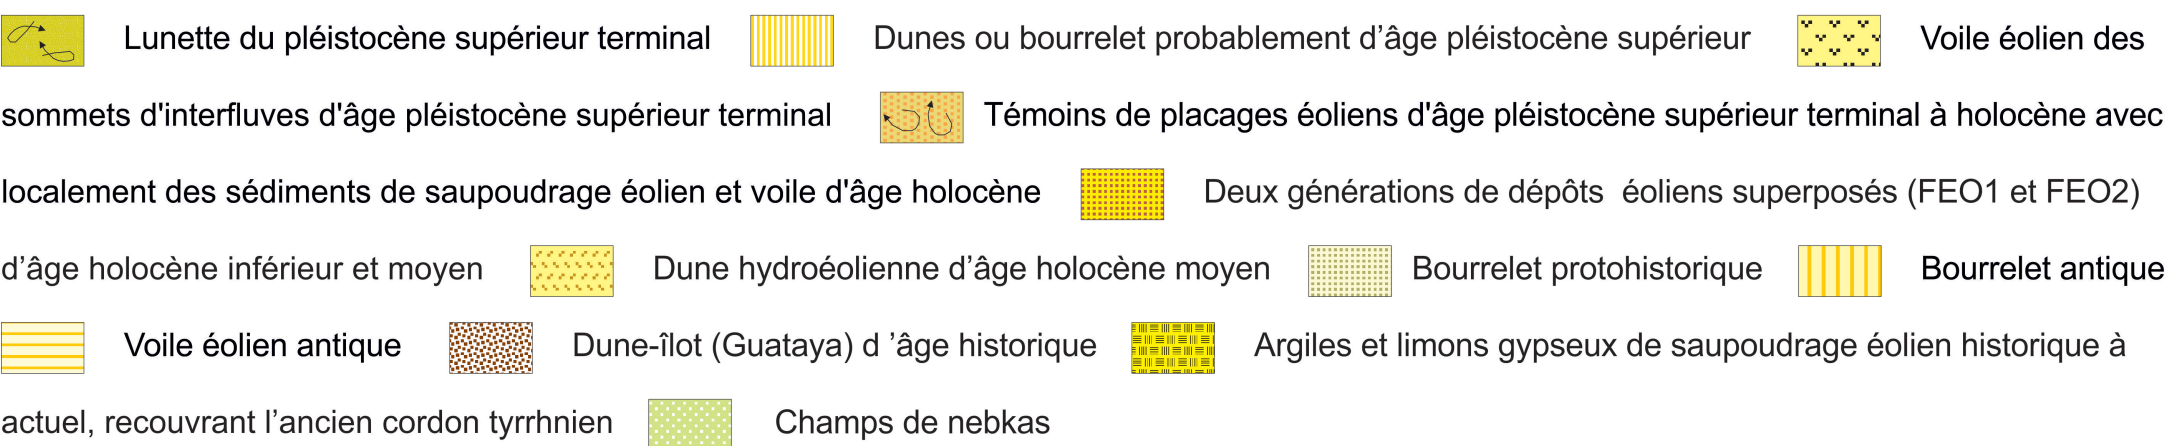 Lunette du pléistocène supérieur terminal Dunes ou bourrelet probablement d’âge pléistocène supérieur Voile éolien des
sommets d'interfluves d'âge pléistocène supérieur terminal Témoins de placages éoliens d'âge pléistocène supérieur terminal à holocène avec
localement des sédiments de saupoudrage éolien et voile d'âge holocène Deux générations de dépôts éoliens superposés (FEO1 et FEO2)
d’âge holocène inférieur et moyen Dune hydroéolienne d’âge holocène moyen Bourrelet protohistorique Bourrelet antique
Voile éolien antique Dune-îlot (Guataya) d ’âge historique Argiles et limons gypseux de saupoudrage éolien historique à
actuel, recouvrant l’ancien cordon tyrrhnien Champs de nebkas